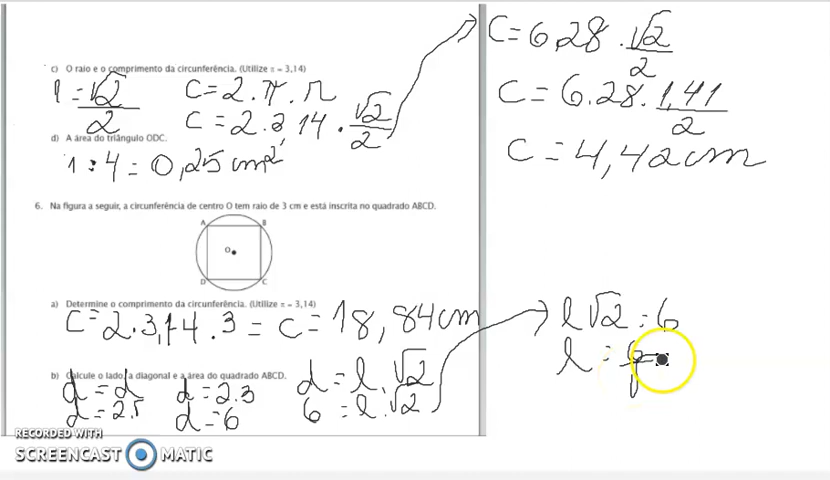 c) O raio e o comprimento da circunferência. (Utilize π = 3,14)
l = √2/2
C = 2.π.r
C = 2.3,14.√2/2
d) A área do triângulo ODC.
1:4 = 0,25 cm²
6. Na figura a seguir, a circunferência de centro O tem raio de 3 cm e está inscrita no quadrado ABCD.
A B
O
D C
a) Determine o comprimento da circunferência. (Utilize π = 3,14)
C = 2.3,14.3 = C = 18,84cm
b) Calcule o lado, a diagonal e a área do quadrado ABCD.
d = d
d = 2.r
d = 2.3
d = 6
d = l.√2
6 = l.√2
C = 6,28.√2/2
C = 6.28.1,41/2
C = 4,42cm
l√2 = 6
l = 6
RECORDED WITH
SCREENCAST MATIC